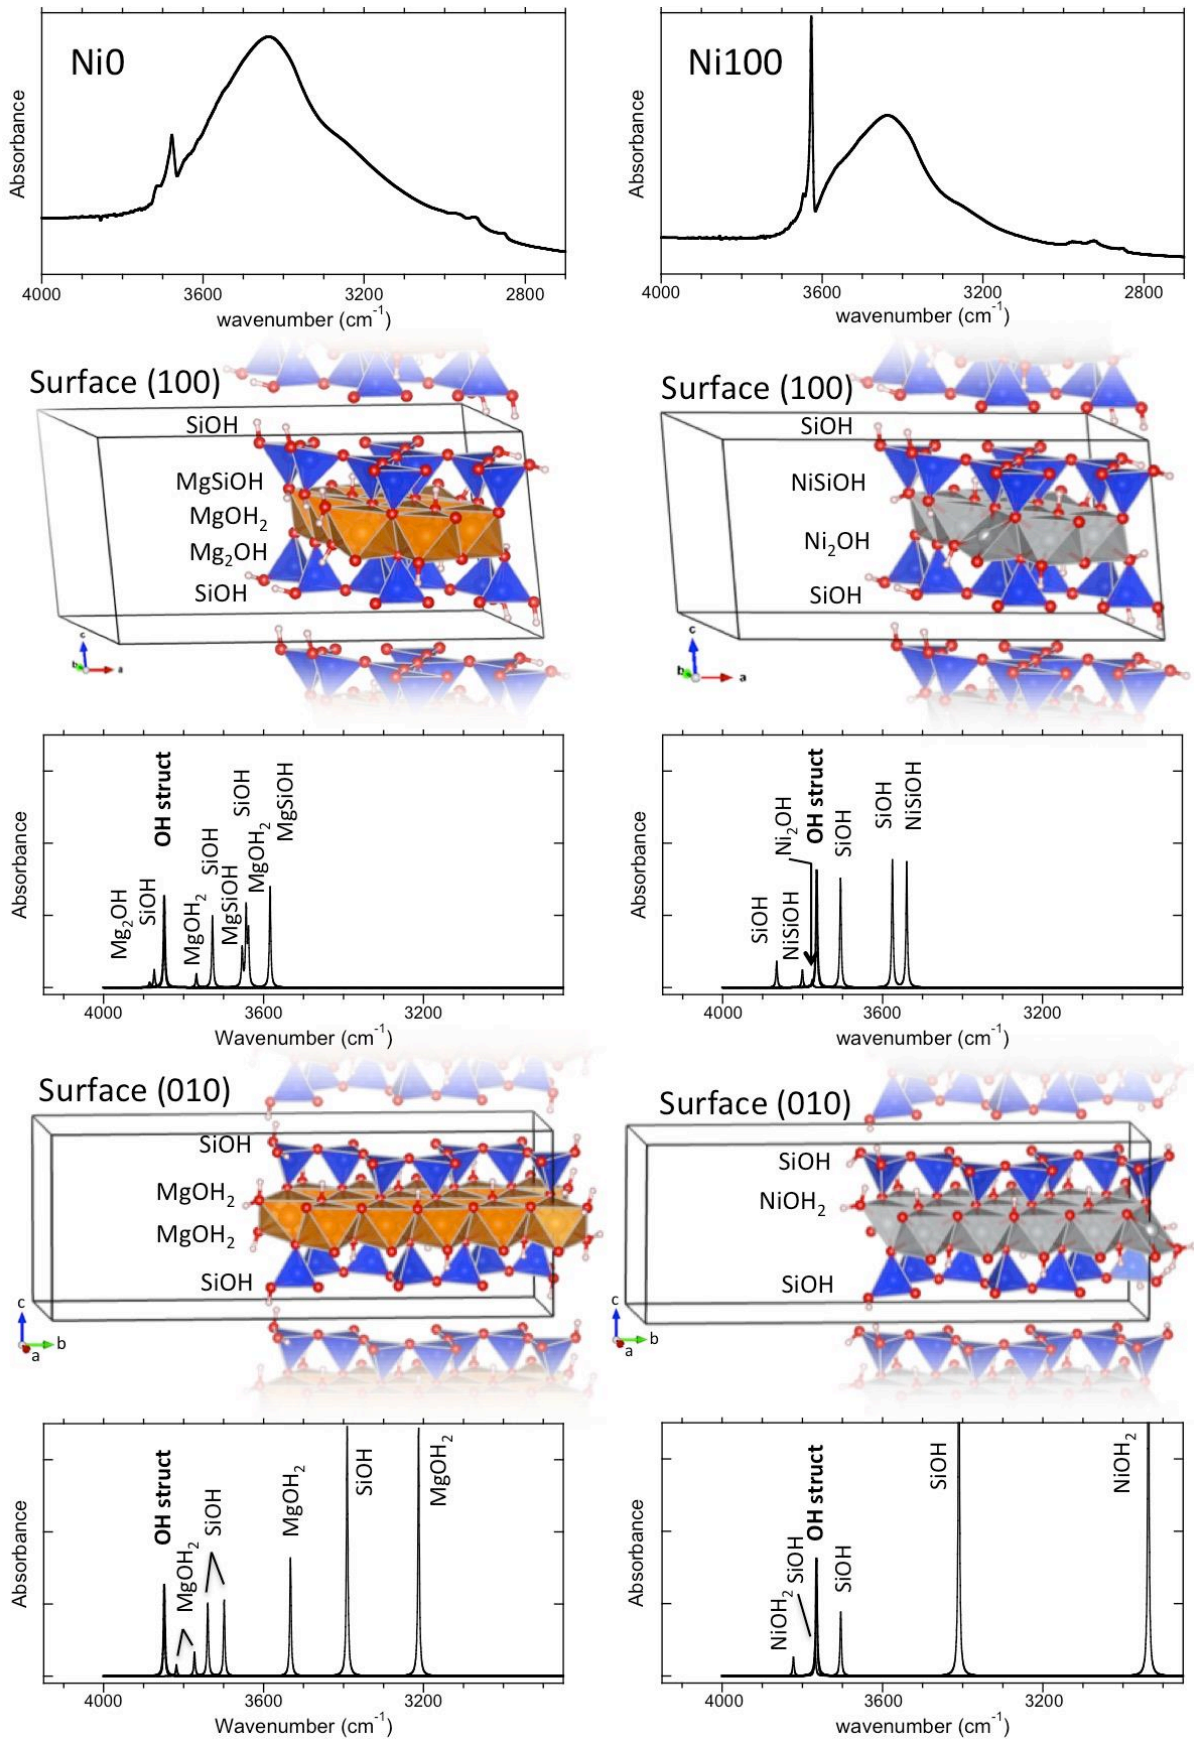 Ni0
Absorbance
4000
3600
3200
2800
wavenumber (cm-1)
Ni100
Absorbance
4000
3600
3200
2800
wavenumber (cm-1)
Surface (100)
SiOH
MgSiOH
MgOH2
Mg2OH
SiOH
c
b
a
Surface (100)
SiOH
NiSiOH
Ni2OH
SiOH
c
b
a
Absorbance
Mg2OH
SiOH
OH struct
MgOH2
SiOH
MgSiOH
SiOH
MgOH2
MgSiOH
4000
3600
3200
Wavenumber (cm-1)
Absorbance
SiOH
NiSiOH
Ni2OH
OH struct
SiOH
SiOH
NiSiOH
4000
3600
3200
wavenumber (cm-1)
Surface (010)
SiOH
MgOH2
MgOH2
SiOH
c
b
a
Surface (010)
SiOH
NiOH2
SiOH
c
b
a
Absorbance
OH struct
MgOH2
SiOH
MgOH2
SiOH
MgOH2
4000
3600
3200
Wavenumber (cm-1)
Absorbance
NiOH2
SiOH
OH struct
SiOH
SiOH
NiOH2
4000
3600
3200
wavenumber (cm-1)